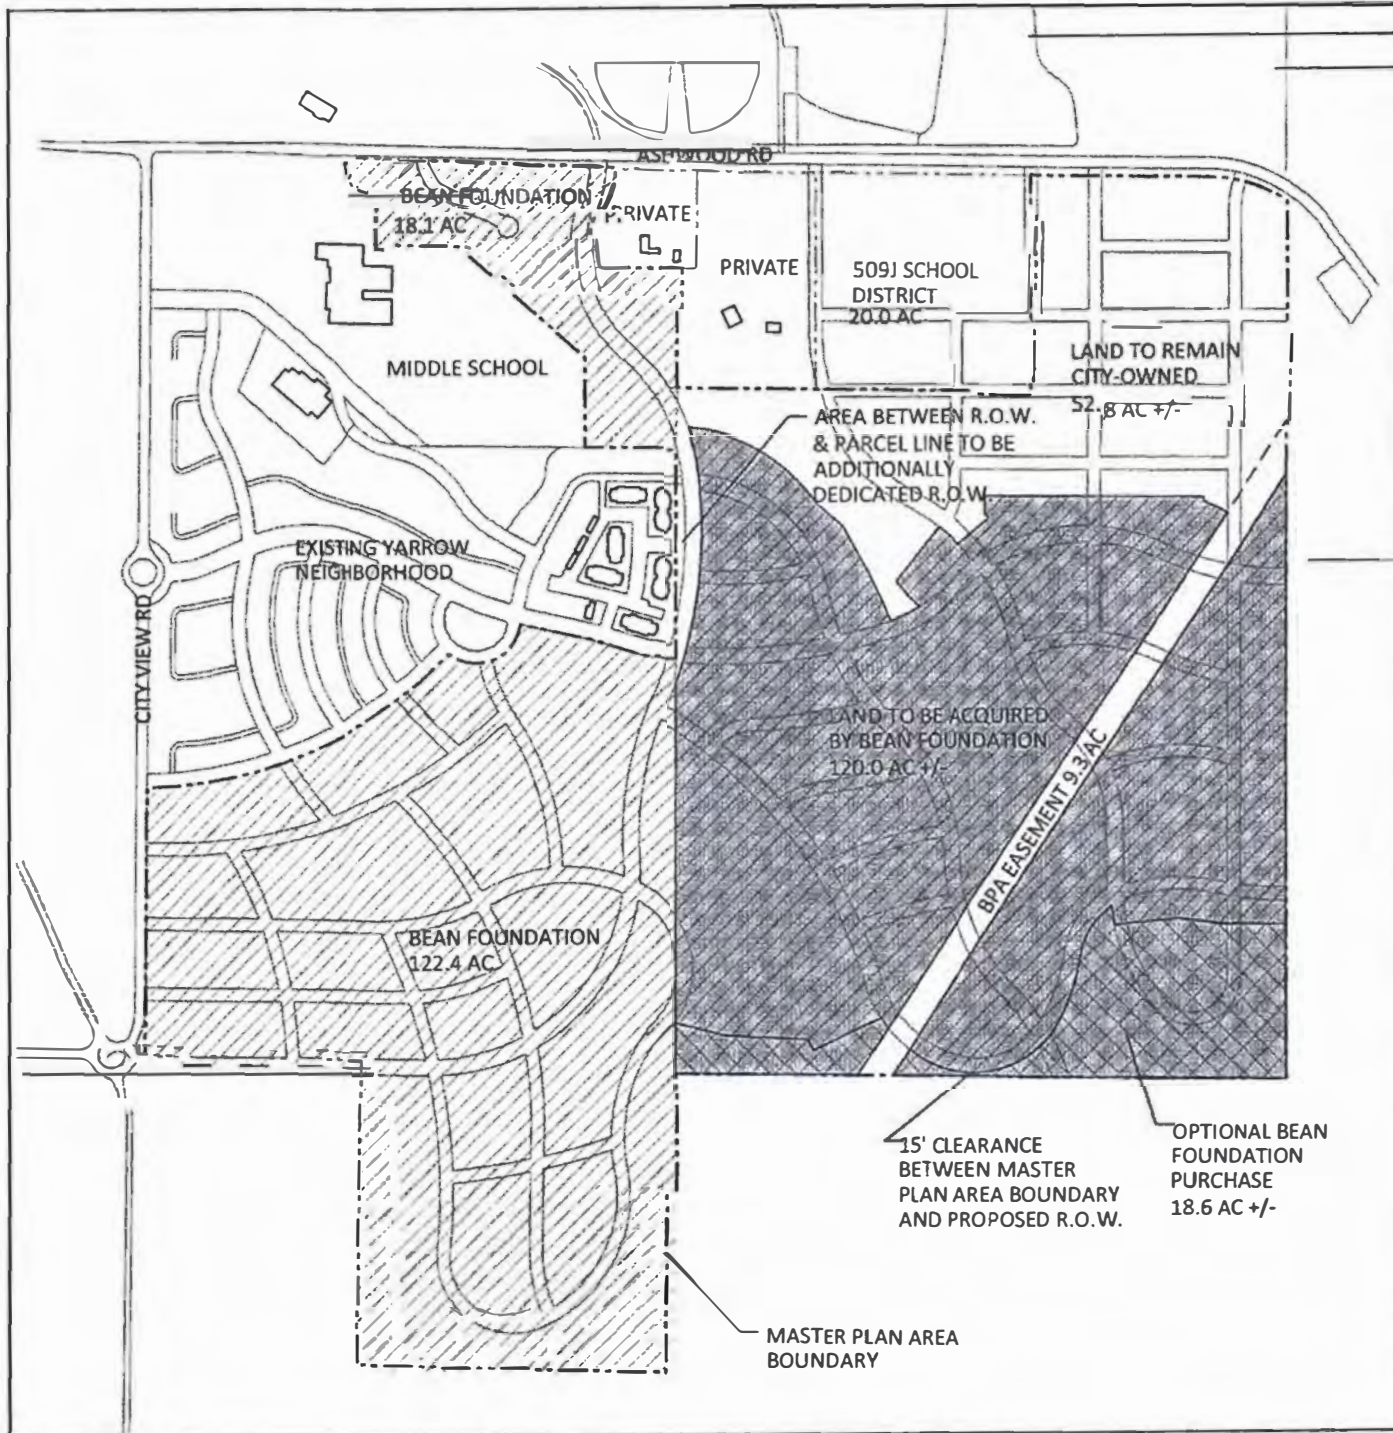 ASHWOOD RD
BEAN FOUNDATION
18.1 AC
PRIVATE
PRIVATE
509J SCHOOL
DISTRICT
20.0 AC
MIDDLE SCHOOL
LAND TO REMAIN
CITY-OWNED
52.8 AC +/-
AREA BETWEEN R.O.W.
& PARCEL LINE TO BE
ADDITIONALLY
DEDICATED R.O.W
EXISTING YARROW
NEIGHBORHOOD
CITY VIEW RD
LAND TO BE ACQUIRED
BY BEAN FOUNDATION
120.0 AC +/-
BPA EASEMENT 9.3/AC
BEAN FOUNDATION
122.4 AC
15' CLEARANCE
BETWEEN MASTER
PLAN AREA BOUNDARY
AND PROPOSED R.O.W.
OPTIONAL BEAN
FOUNDATION
PURCHASE
18.6 AC +/-
MASTER PLAN AREA
BOUNDARY